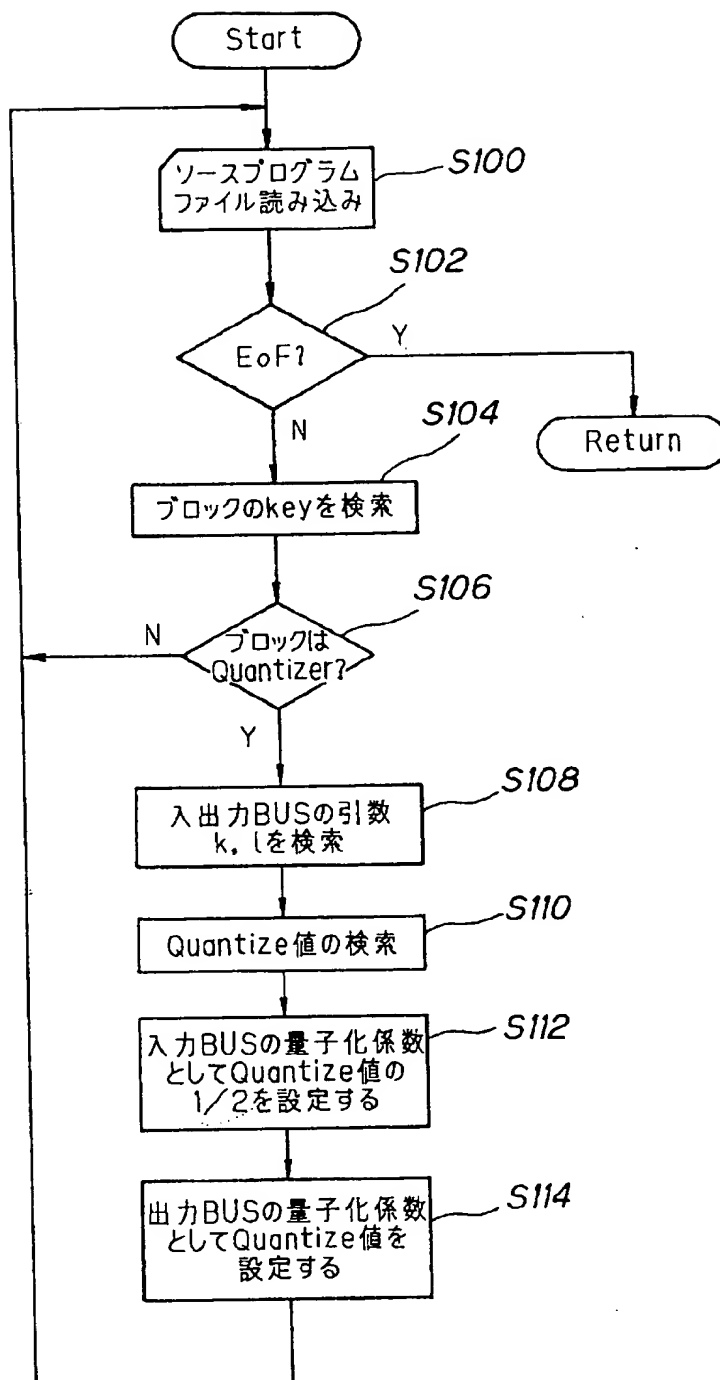 Start
ソースプログラム
ファイル読み込み
S100
S102
EoF?
Y
N
Return
S104
ブロックのkeyを検索
S106
ブロックは
Quantizer?
N
Y
S108
入出力BUSの引数
k, lを検索
S110
Quantize値の検索
S112
入力BUSの量子化係数
としてQuantize値の
1/2を設定する
S114
出力BUSの量子化係数
としてQuantize値を
設定する